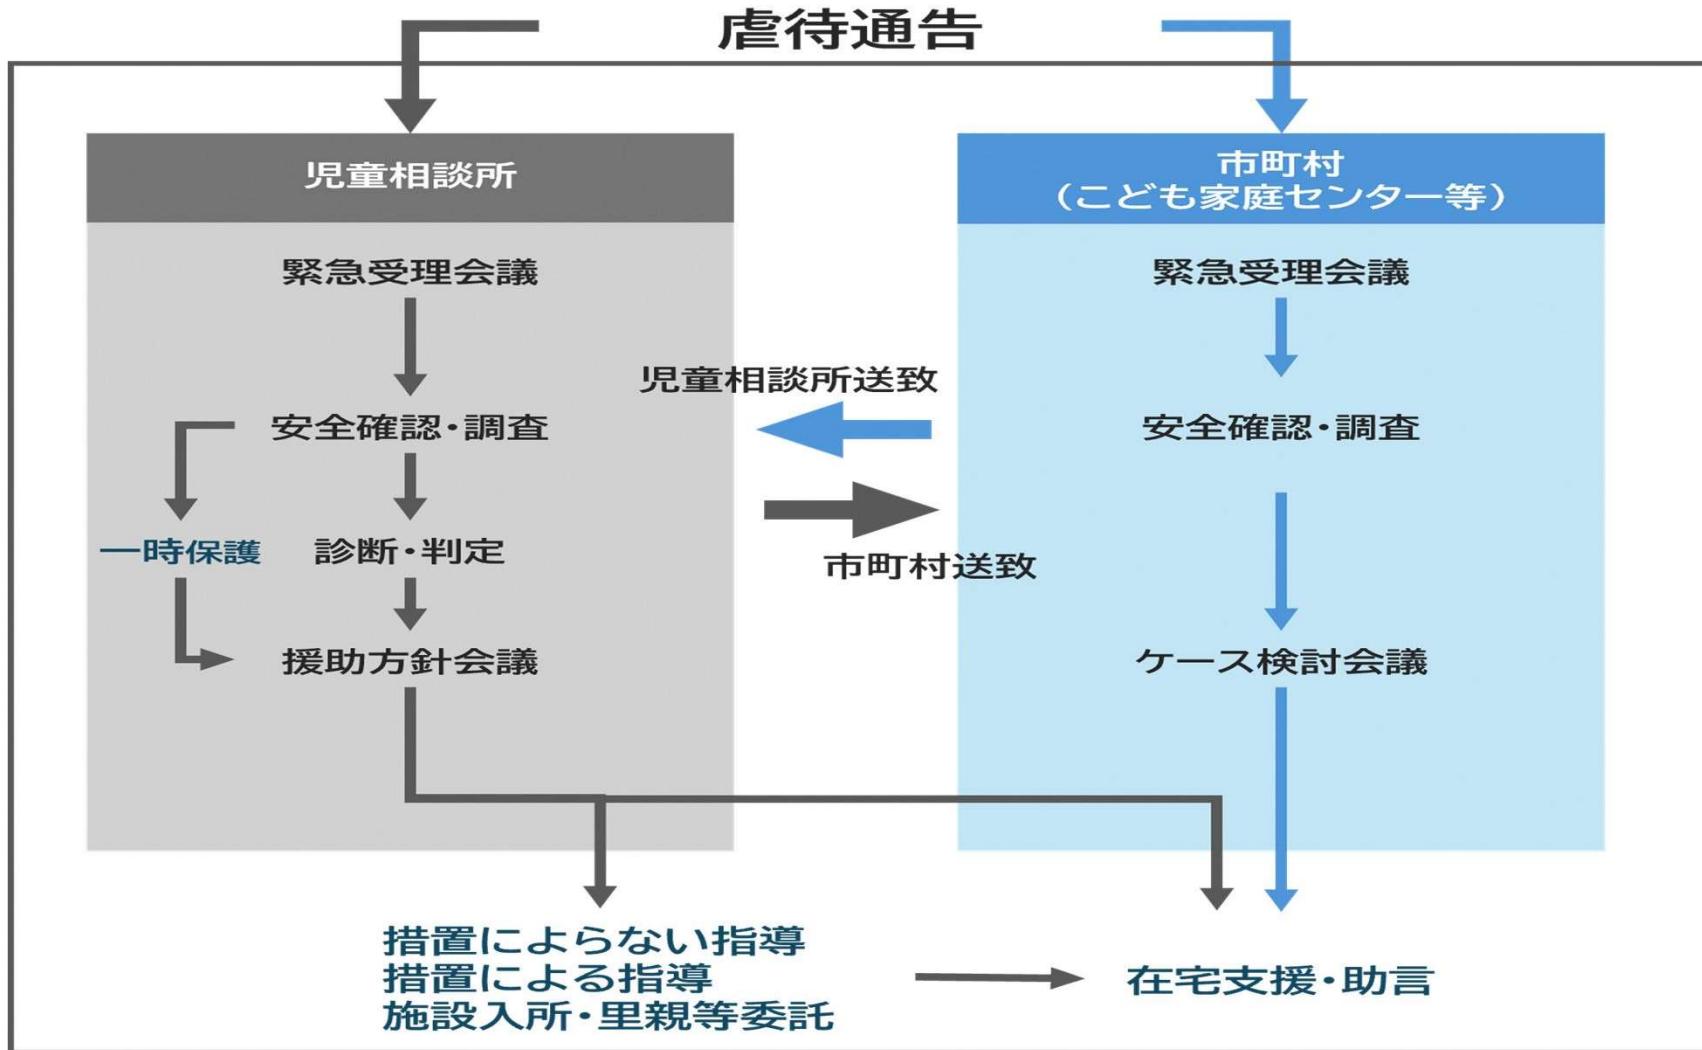 虐待通告
児童相談所
緊急受理会議
安全確認・調査
一時保護
診断・判定
援助方針会議
児童相談所送致
市町村送致
市町村
（こども家庭センター等）
緊急受理会議
安全確認・調査
ケース検討会議
措置によらない指導
措置による指導
施設入所・里親等委託
在宅支援・助言